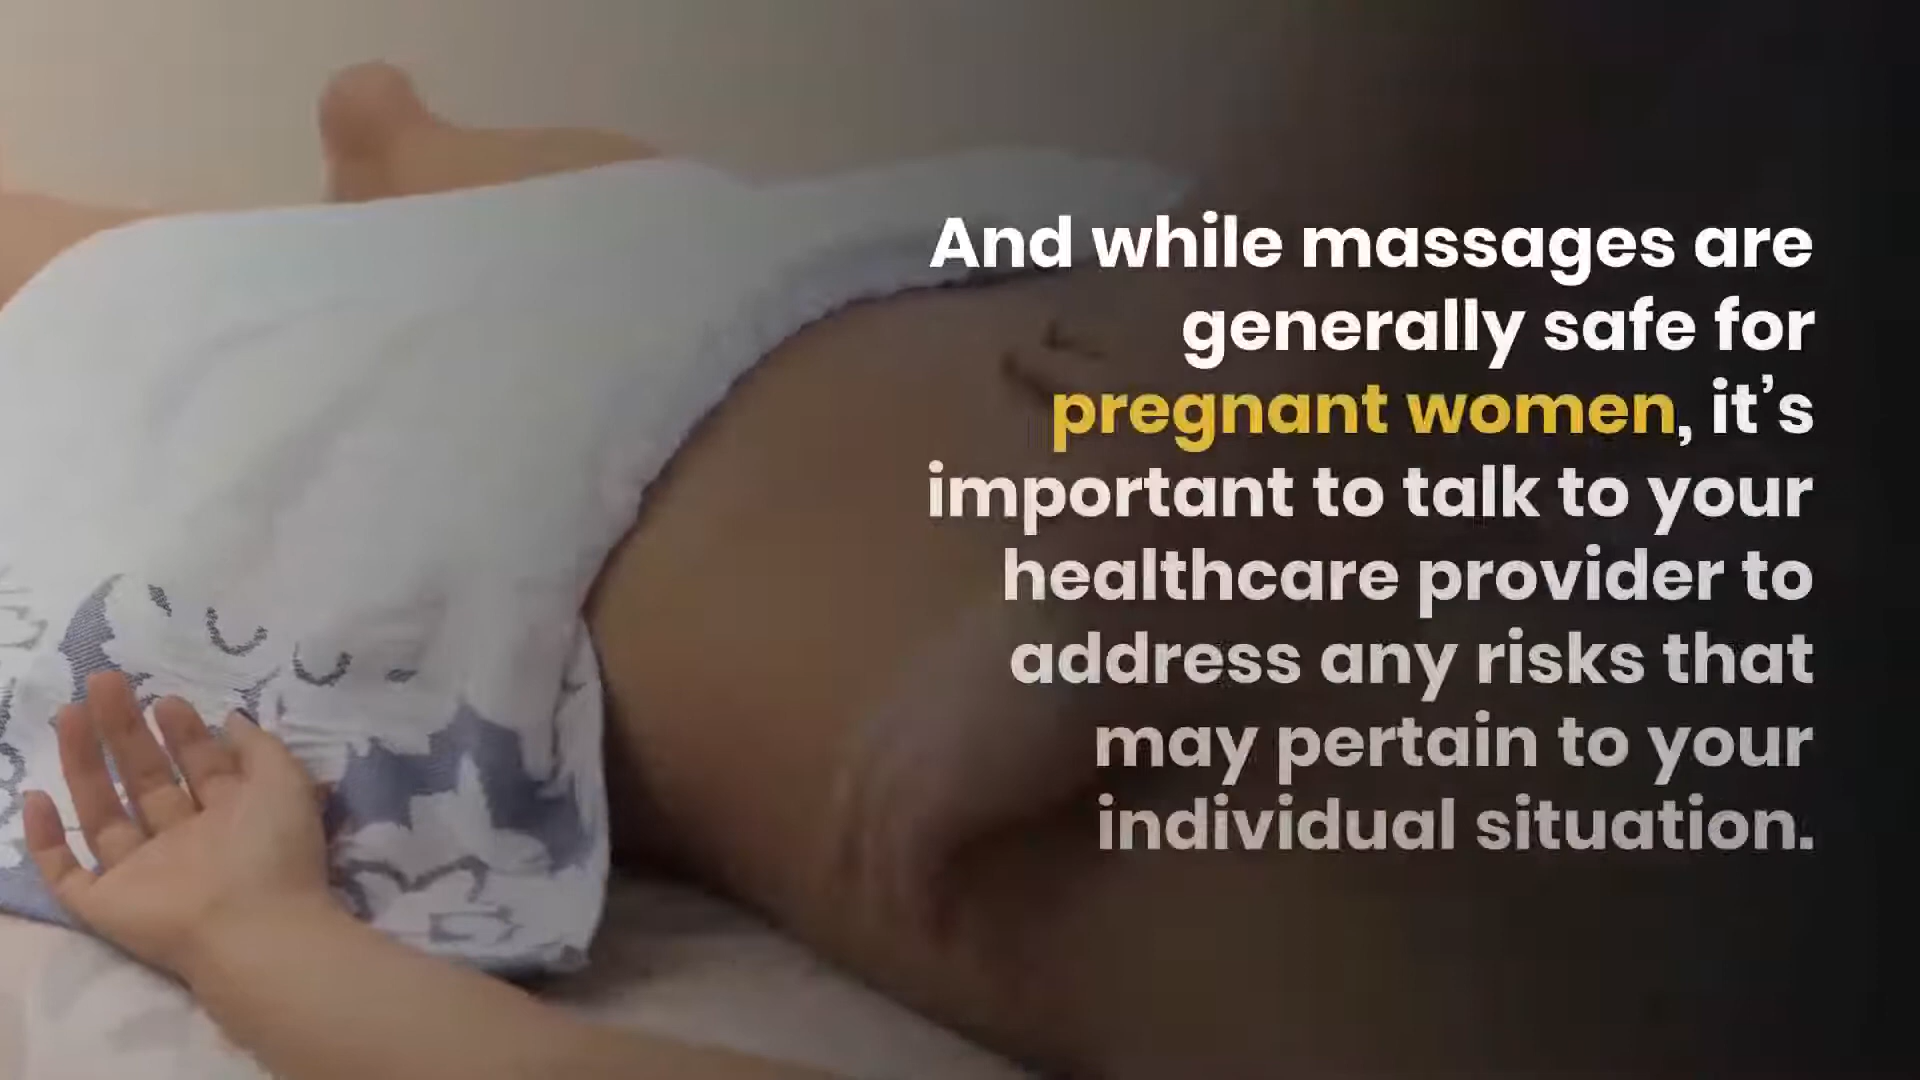 And while massages are
generally safe for
pregnant women, it’s
important to talk to your
healthcare provider to
address any risks that
may pertain to your
individual situation.